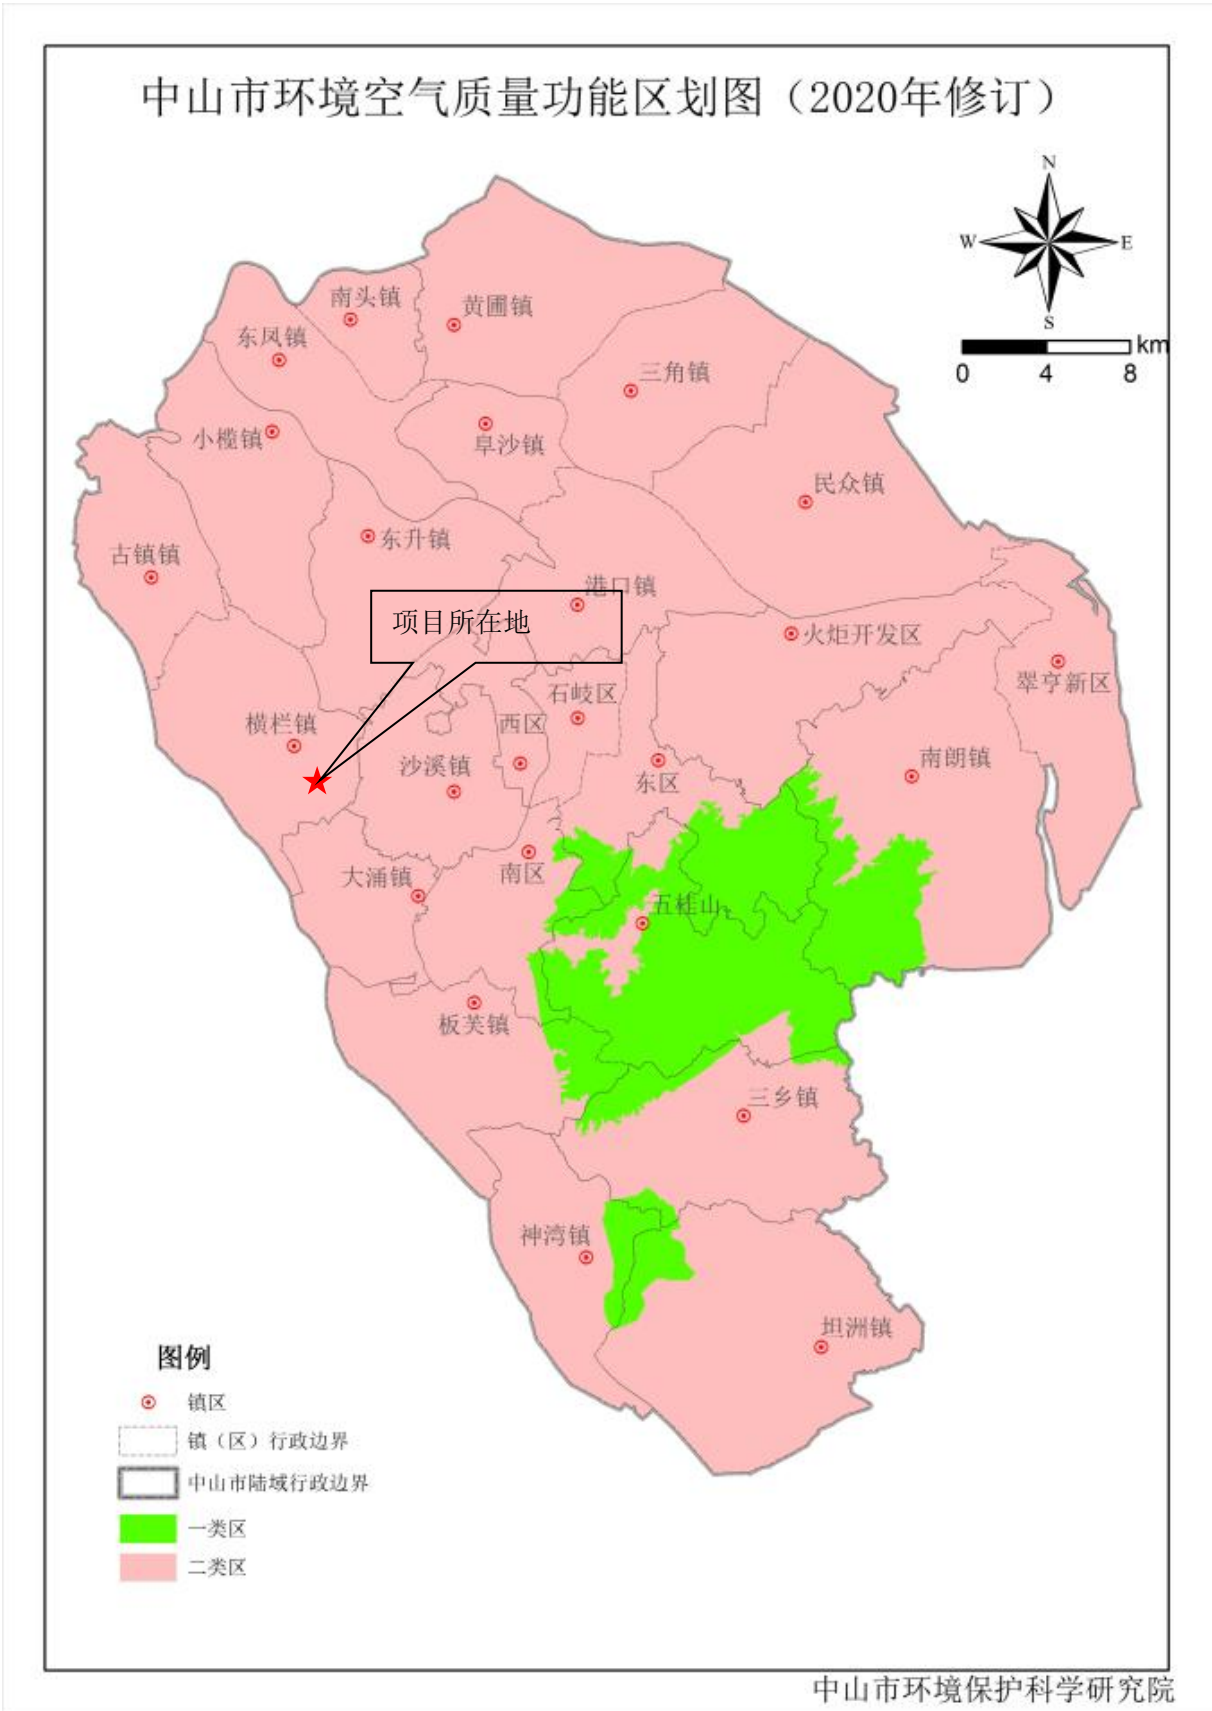 中山市环境空气质量功能区划图（2020年修订）
N
W
E
S
km
0 4 8
南头镇
黄圃镇
东凤镇
三角镇
小榄镇
阜沙镇
民众镇
东升镇
古镇镇
港口镇
项目所在地
火炬开发区
翠亨新区
石岐区
横栏镇
西区
南朗镇
沙溪镇
东区
南区
大涌镇
五桂山
板芙镇
三乡镇
神湾镇
坦洲镇
图例
镇区
镇（区）行政边界
中山市陆域行政边界
一类区
二类区
中山市环境保护科学研究院